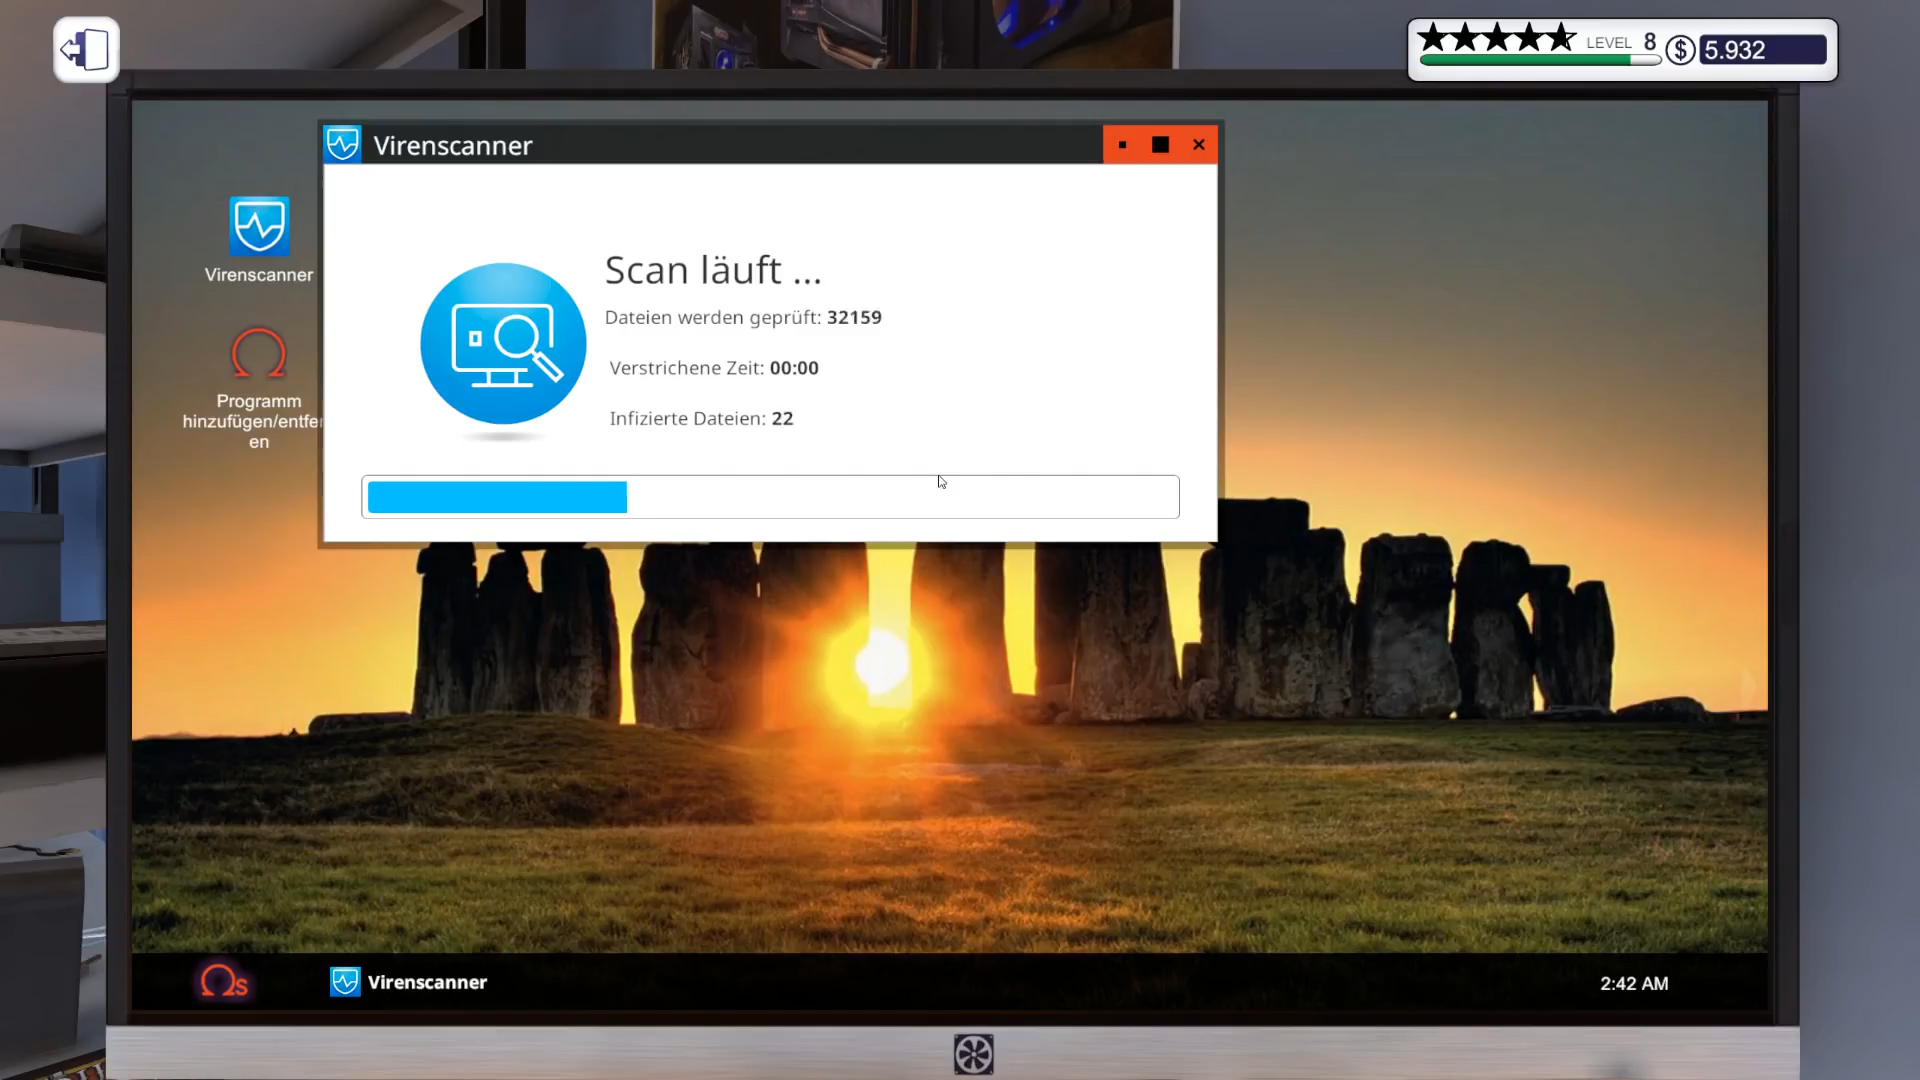 LEVEL 8
$ 5.932
Virenscanner
Virenscanner
Programm
hinzufügen/entfer
en
Scan läuft ...
Dateien werden geprüft: 32159
Verstrichene Zeit: 00:00
Infizierte Dateien: 22
Ωs
Virenscanner
2:42 AM